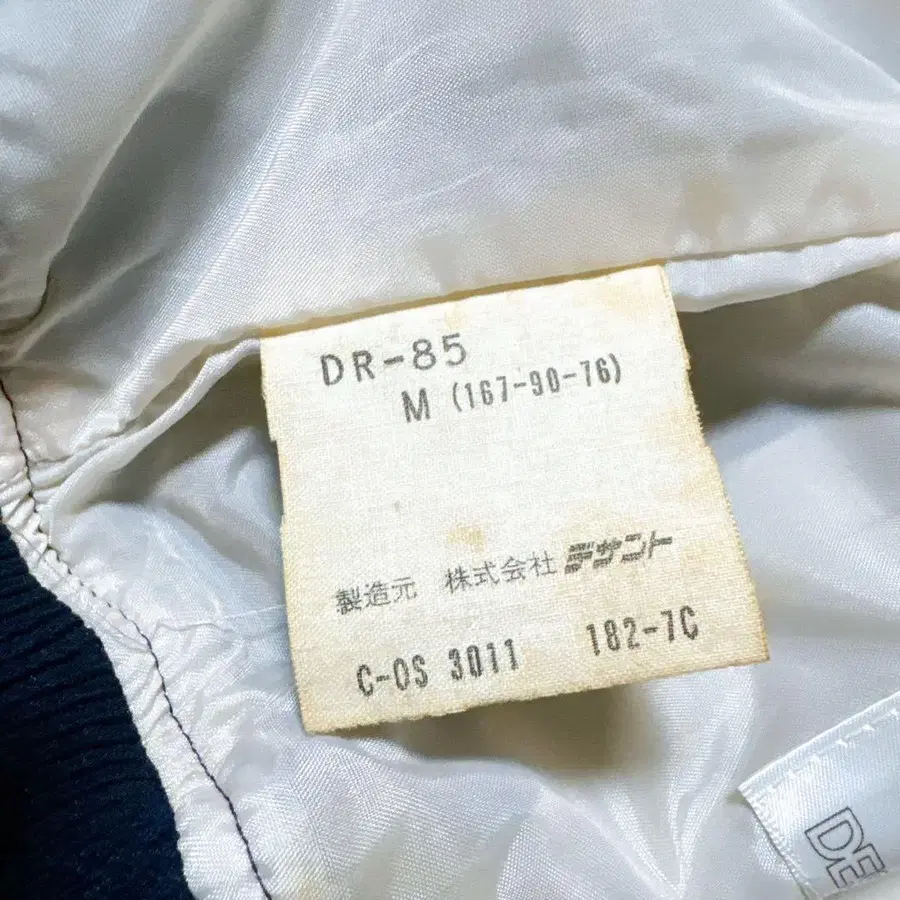 DR-85
M (167-90-76)
製造元 株式会社 デサント
C-OS 3011 182-7C
DE